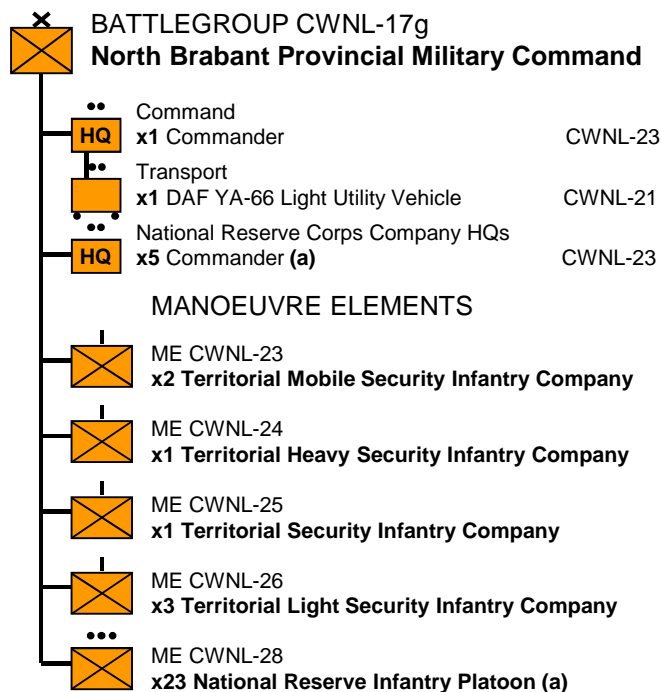 BATTLEGROUP CWNL-17g
North Brabant Provincial Military Command
Command
HQ x1 Commander CWNL-23
Transport
x1 DAF YA-66 Light Utility Vehicle CWNL-21
National Reserve Corps Company HQs
HQ x5 Commander (a) CWNL-23
MANOEUVRE ELEMENTS
ME CWNL-23
x2 Territorial Mobile Security Infantry Company
ME CWNL-24
x1 Territorial Heavy Security Infantry Company
ME CWNL-25
x1 Territorial Security Infantry Company
ME CWNL-26
x3 Territorial Light Security Infantry Company
ME CWNL-28
x23 National Reserve Infantry Platoon (a)